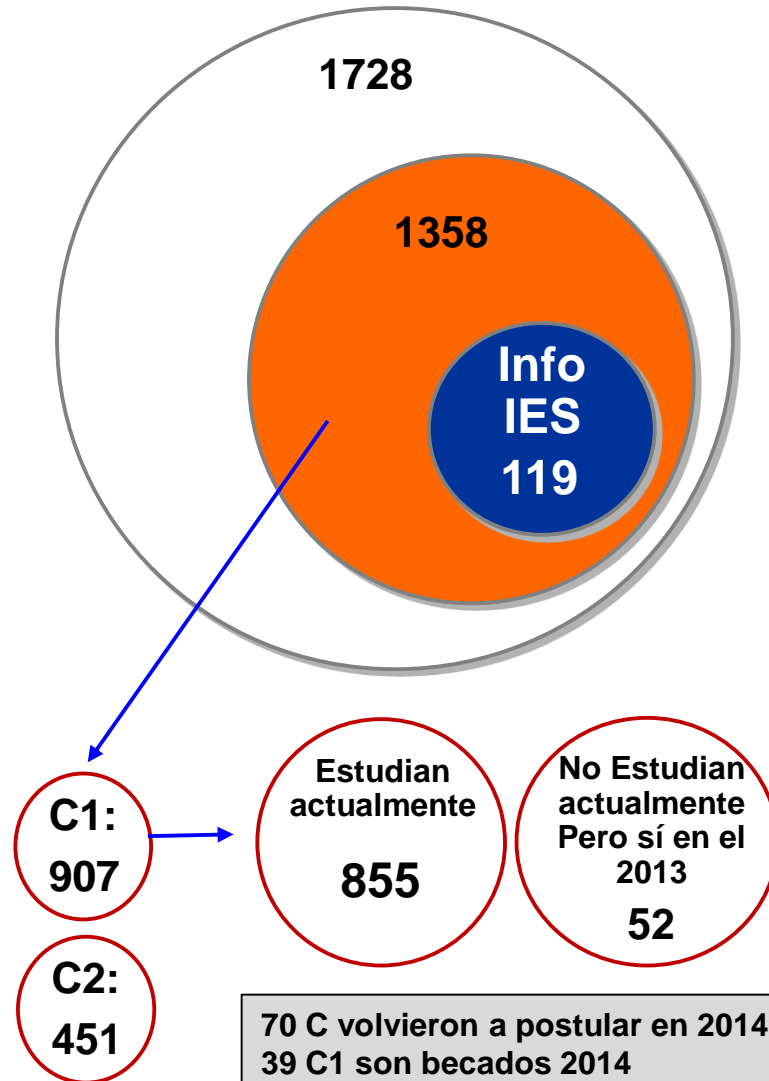 1728
1358
Info
IES
119
C1:
907
Estudian
actualmente
855
No Estudian
actualmente
Pero sí en el
2013
52
C2:
451
70 C volvieron a postular en 2014
39 C1 son becados 2014